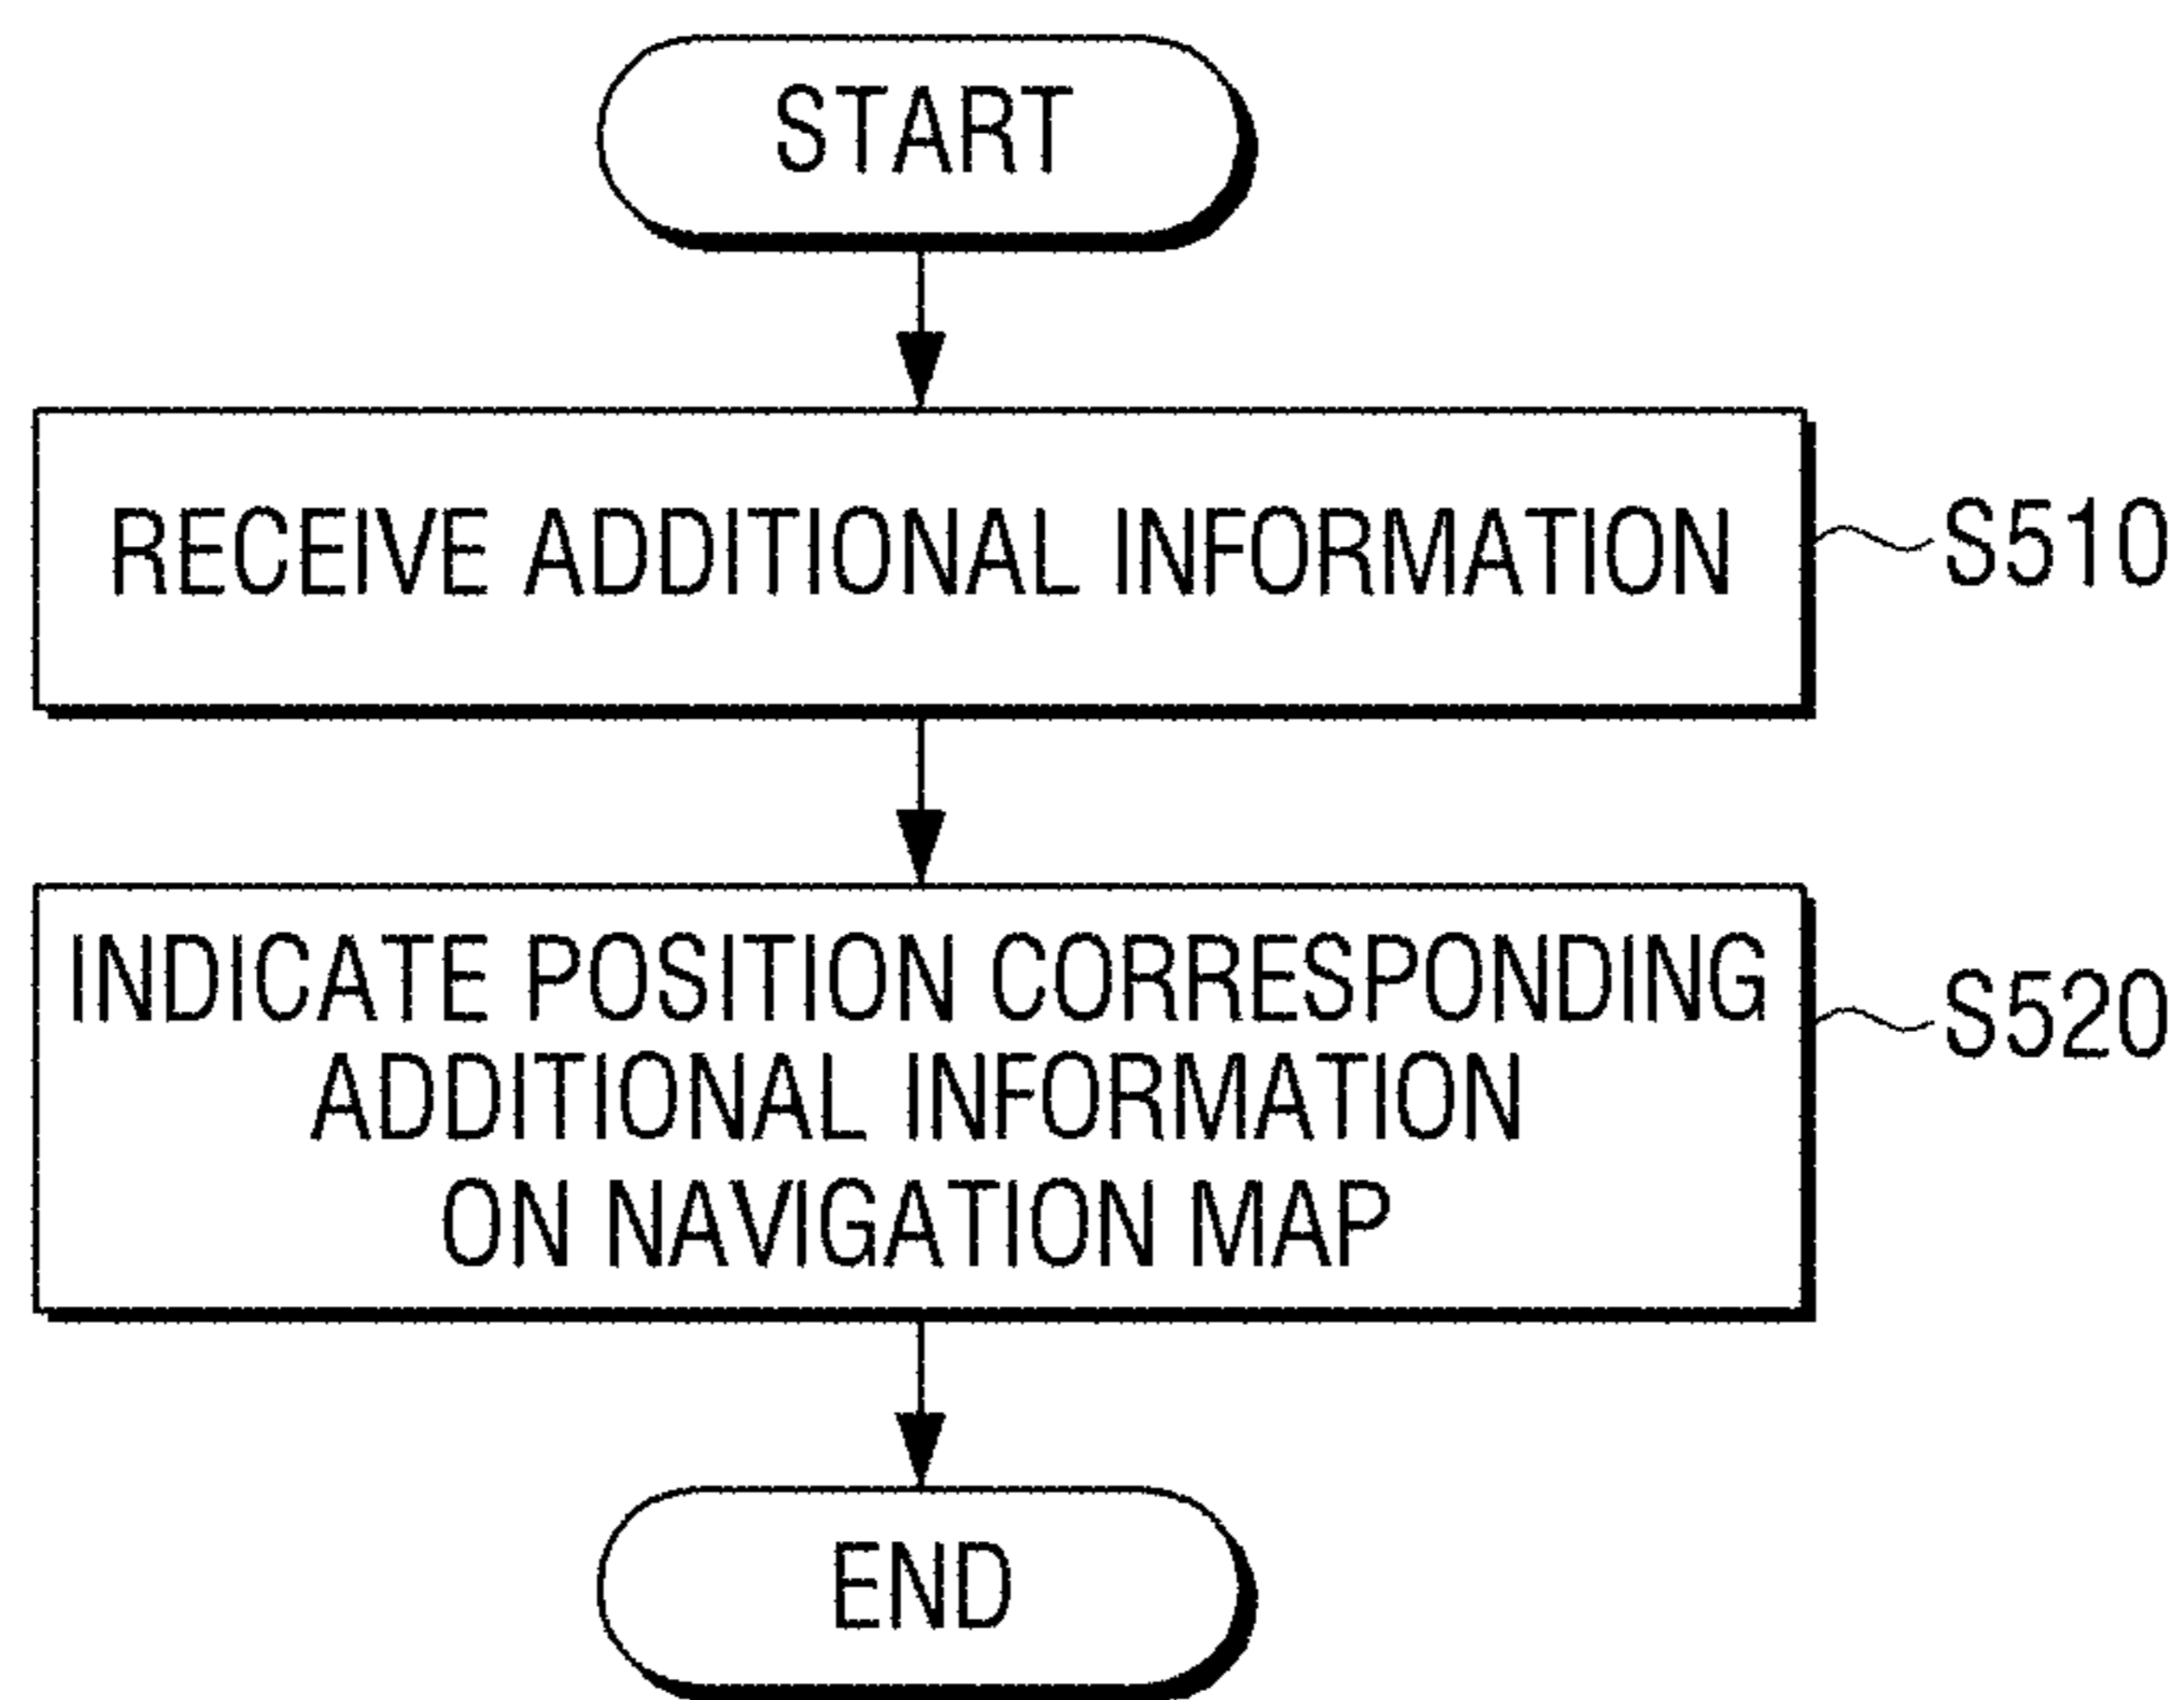 START
RECEIVE ADDITIONAL INFORMATION
S510
INDICATE POSITION CORRESPONDING
ADDITIONAL INFORMATION
ON NAVIGATION MAP
S520
END